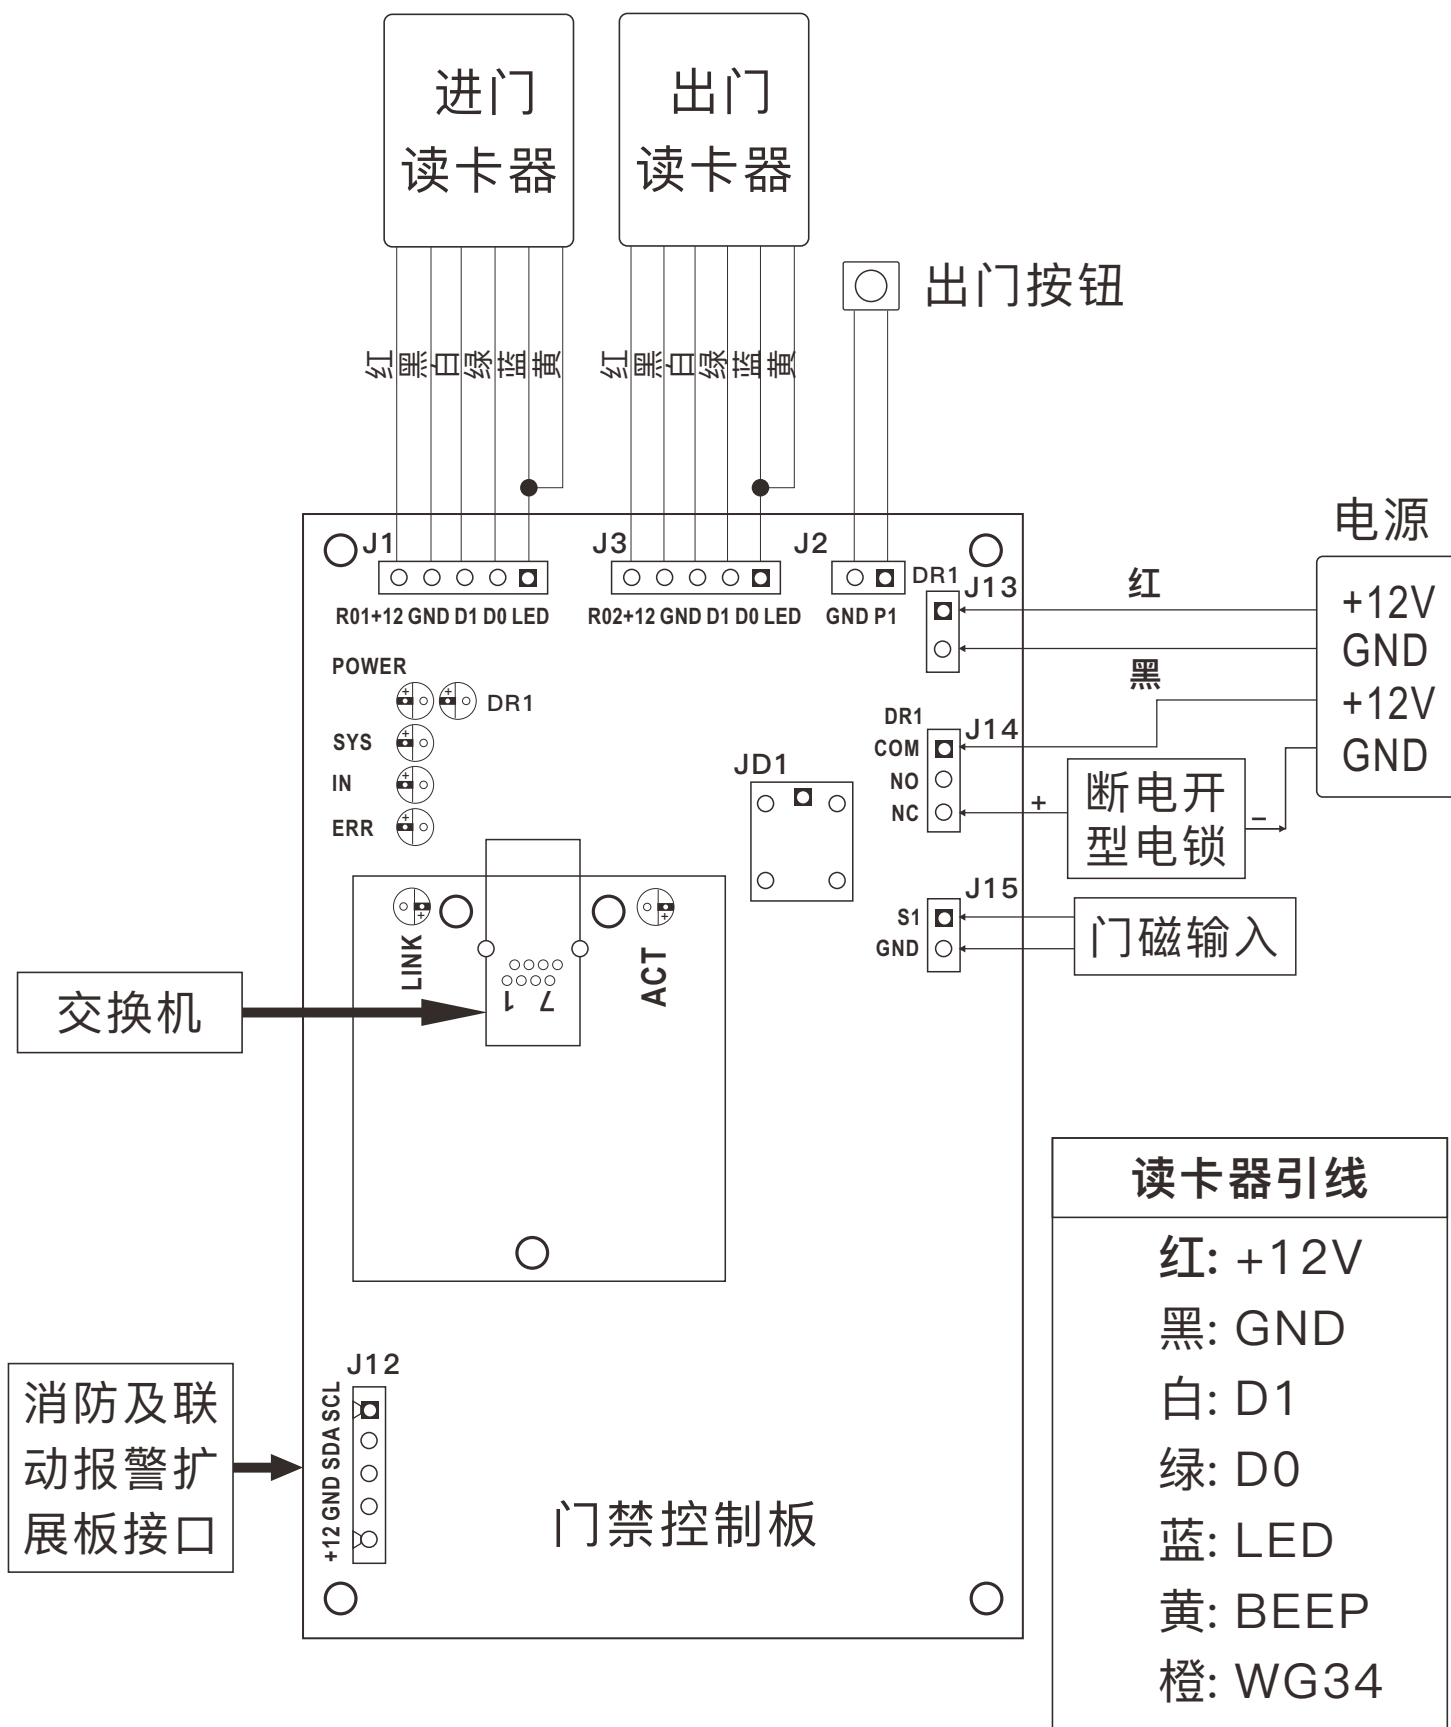 进门
读卡器
出门
读卡器
出门按钮
红 黑 白 绿 蓝 黄
红 黑 白 绿 蓝 黄
电源
+12V
GND
+12V
GND
红
黑
J1
R01+12 GND D1 D0 LED
J3
R02+12 GND D1 D0 LED
J2
GND P1
DR1
J13
POWER
DR1
SYS
IN
ERR
JD1
DR1
J14
COM
NO
NC
+
断电开
型电锁
−
J15
S1
GND
门磁输入
LINK
ACT
1 7
交换机
J12
+12 GND SDA SCL
消防及联
动报警扩
展板接口
门禁控制板
读卡器引线
红: +12V
黑: GND
白: D1
绿: D0
蓝: LED
黄: BEEP
橙: WG34